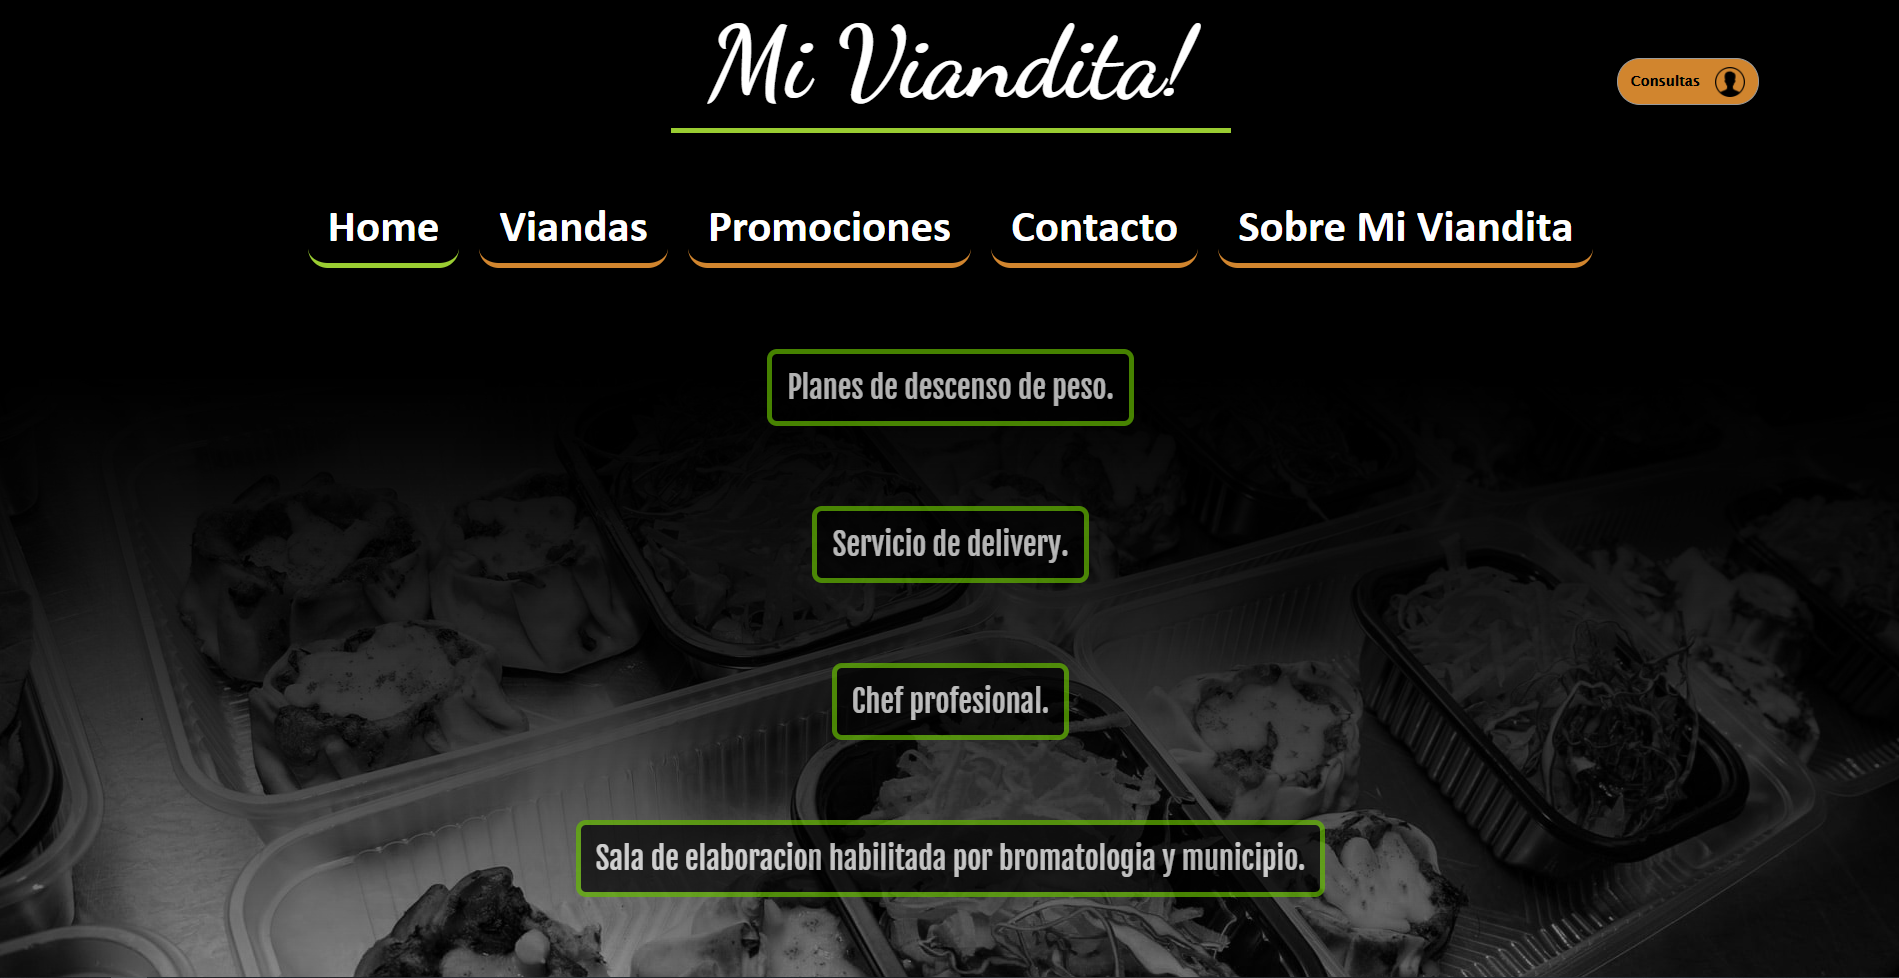 Mi Viandita!
Consultas
Home Viandas Promociones Contacto Sobre Mi Viandita
Planes de descenso de peso.
Servicio de delivery.
Chef profesional.
Sala de elaboracion habilitada por bromatologia y municipio.